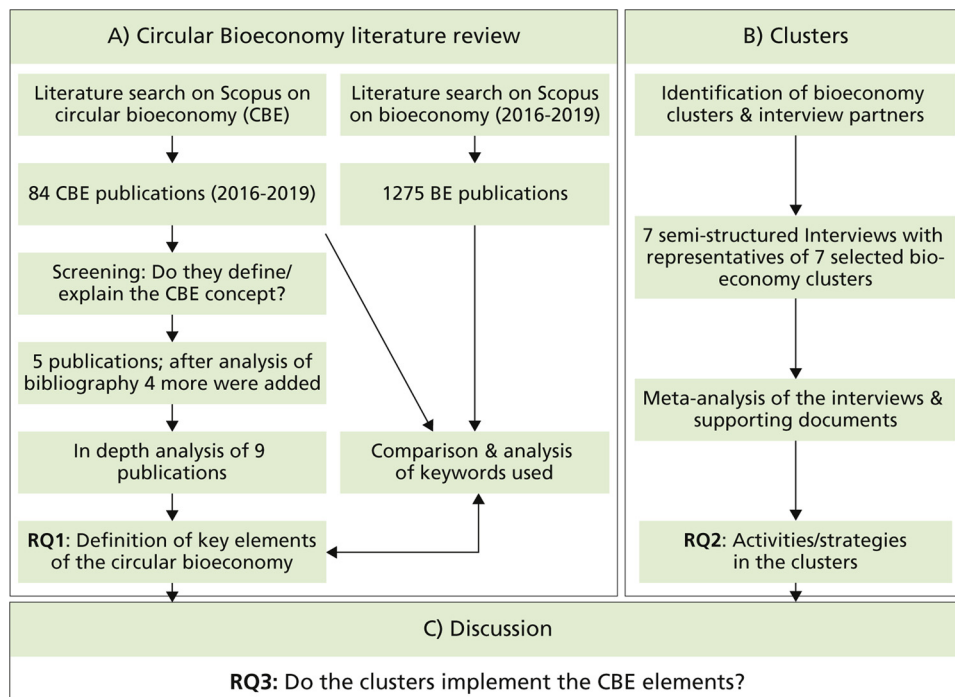 A) Circular Bioeconomy literature review
Literature search on Scopus on
circular bioeconomy (CBE)
84 CBE publications (2016-2019)
Screening: Do they define/
explain the CBE concept?
5 publications; after analysis of
bibliography 4 more were added
In depth analysis of 9
publications
RQ1: Definition of key elements
of the circular bioeconomy
Literature search on Scopus
on bioeconomy (2016-2019)
1275 BE publications
Comparison & analysis
of keywords used
B) Clusters
Identification of bioeconomy
clusters & interview partners
7 semi-structured Interviews with
representatives of 7 selected bio-
economy clusters
Meta-analysis of the interviews &
supporting documents
RQ2: Activities/strategies
in the clusters
C) Discussion
RQ3: Do the clusters implement the CBE elements?